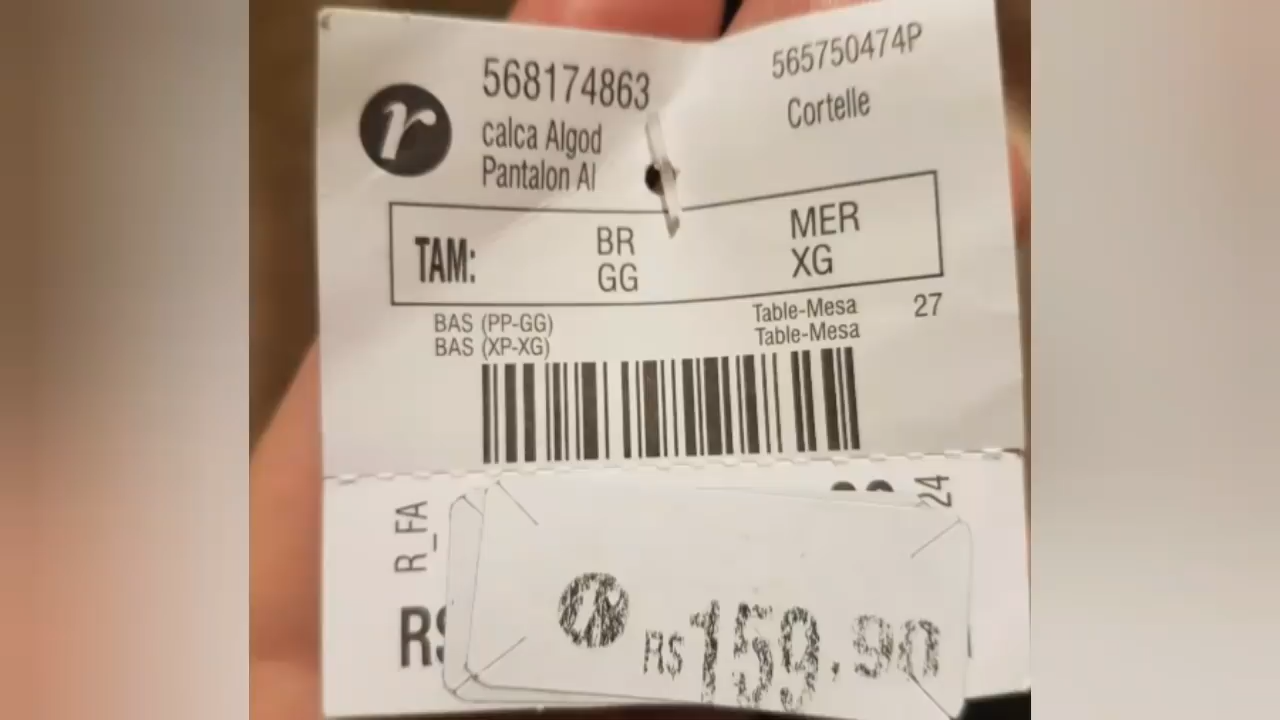 r
568174863
calca Algod
Pantalon Al
565750474P
Cortelle
TAM:
BR
GG
MER
XG
BAS (PP-GG)
BAS (XP-XG)
Table-Mesa
Table-Mesa
27
R_FA
24
R$
r
R$159,90